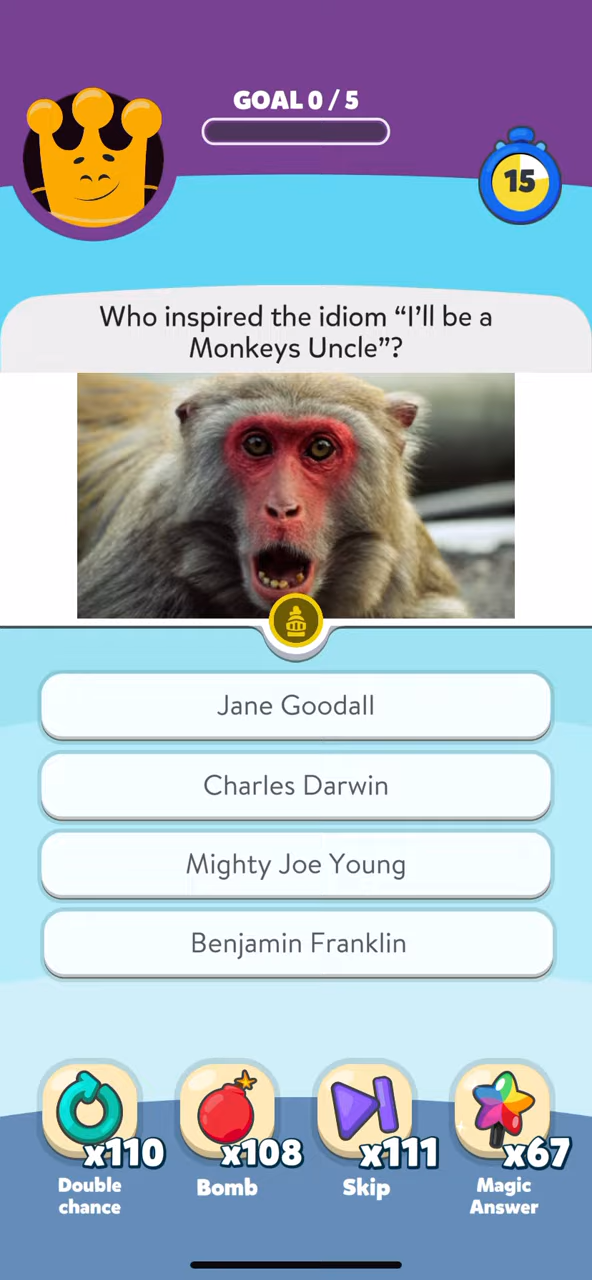 GOAL 0 / 5
15
Who inspired the idiom “I’ll be a
Monkeys Uncle”?
Jane Goodall
Charles Darwin
Mighty Joe Young
Benjamin Franklin
x110
x108
x111
x67
Double
chance
Bomb
Skip
Magic
Answer